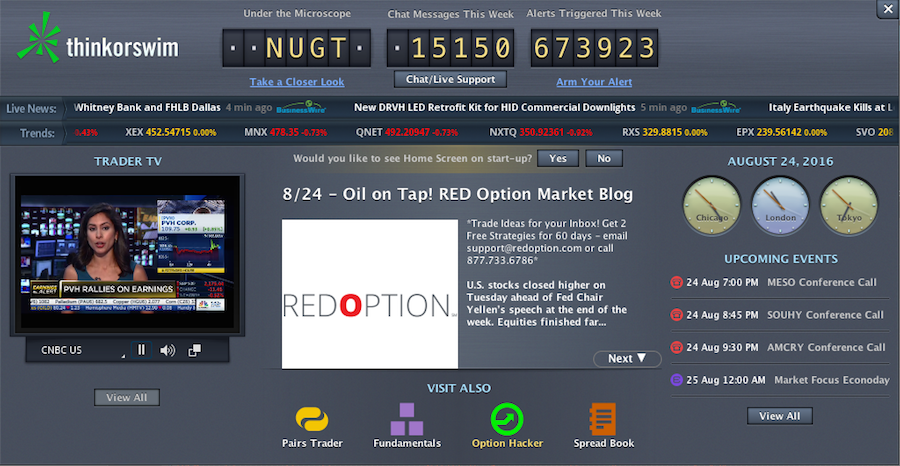 thinkorswim
Under the Microscope
NUGT
Take a Closer Look
Chat Messages This Week
15150
Chat/Live Support
Alerts Triggered This Week
673923
Arm Your Alert
Live News: Whitney Bank and FHLB Dallas 4 min ago BusinessWire New DRVH LED Retrofit Kit for HID Commercial Downlights 5 min ago BusinessWire Italy Earthquake Kills at L
Trends: 0.43% XEX 452.54715 0.00% MNX 478.35 -0.73% QNET 492.20947 -0.73% NXTQ 350.92361 -0.92% RXS 329.8815 0.00% EPX 239.56142 0.00% SVO 208
TRADER TV
PVH CORP.
109.75
EARNINGS
ALERT
PVH RALLIES ON EARNINGS
CNBC
CNBC US
View All
Would you like to see Home Screen on start-up? Yes No
8/24 - Oil on Tap! RED Option Market Blog
REDOPTION
"Trade Ideas for your Inbox! Get 2
Free Strategies for 60 days - email
support@redoption.com or call
877.733.6786"
U.S. stocks closed higher on
Tuesday ahead of Fed Chair
Yellen's speech at the end of the
week. Equities finished far...
Next ▼
VISIT ALSO
Pairs Trader
Fundamentals
Option Hacker
Spread Book
AUGUST 24, 2016
Chicago
London
Tokyo
UPCOMING EVENTS
24 Aug 7:00 PM MESO Conference Call
24 Aug 8:45 PM SOUHY Conference Call
24 Aug 9:30 PM AMCRY Conference Call
25 Aug 12:00 AM Market Focus Econoday
View All